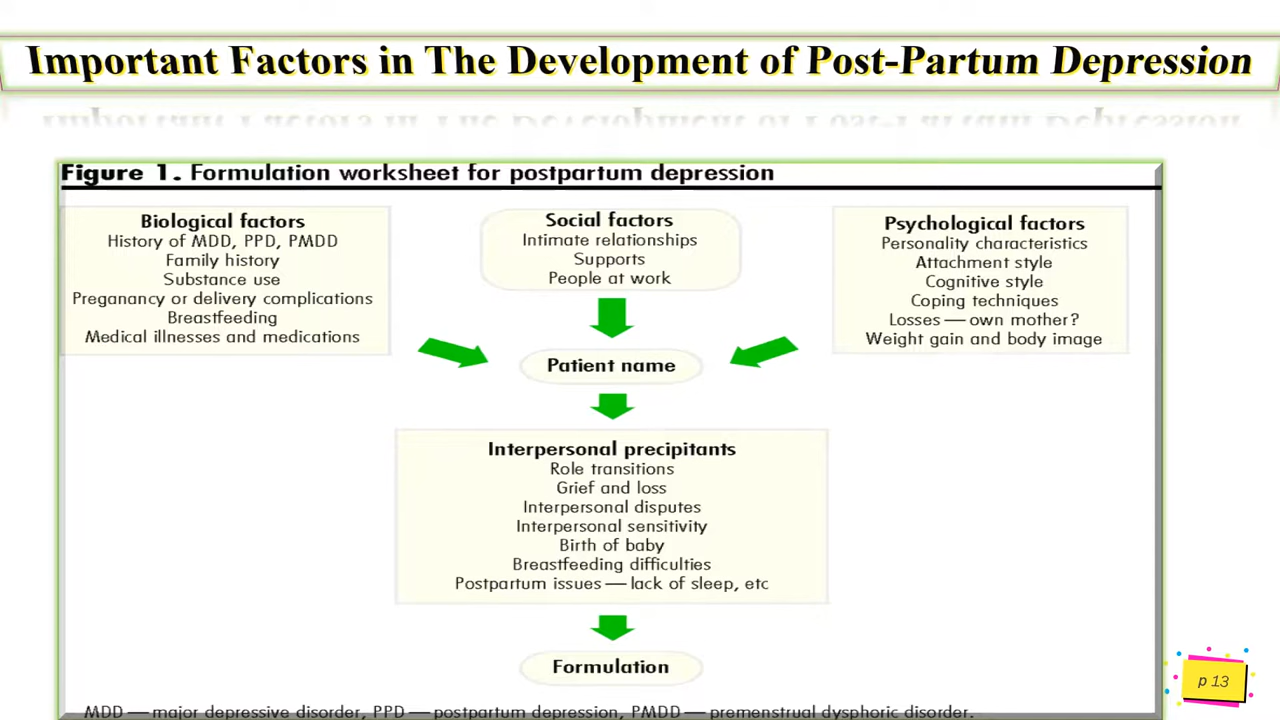 Important Factors in The Development of Post-Partum Depression
Figure 1. Formulation worksheet for postpartum depression
Biological factors
History of MDD, PPD, PMDD
Family history
Substance use
Preganancy or delivery complications
Breastfeeding
Medical illnesses and medications
Social factors
Intimate relationships
Supports
People at work
Psychological factors
Personality characteristics
Attachment style
Cognitive style
Coping techniques
Losses — own mother?
Weight gain and body image
Patient name
Interpersonal precipitants
Role transitions
Grief and loss
Interpersonal disputes
Interpersonal sensitivity
Birth of baby
Breastfeeding difficulties
Postpartum issues — lack of sleep, etc
Formulation
MDD — major depressive disorder, PPD — postpartum depression, PMDD — premenstrual dysphoric disorder.
p 13